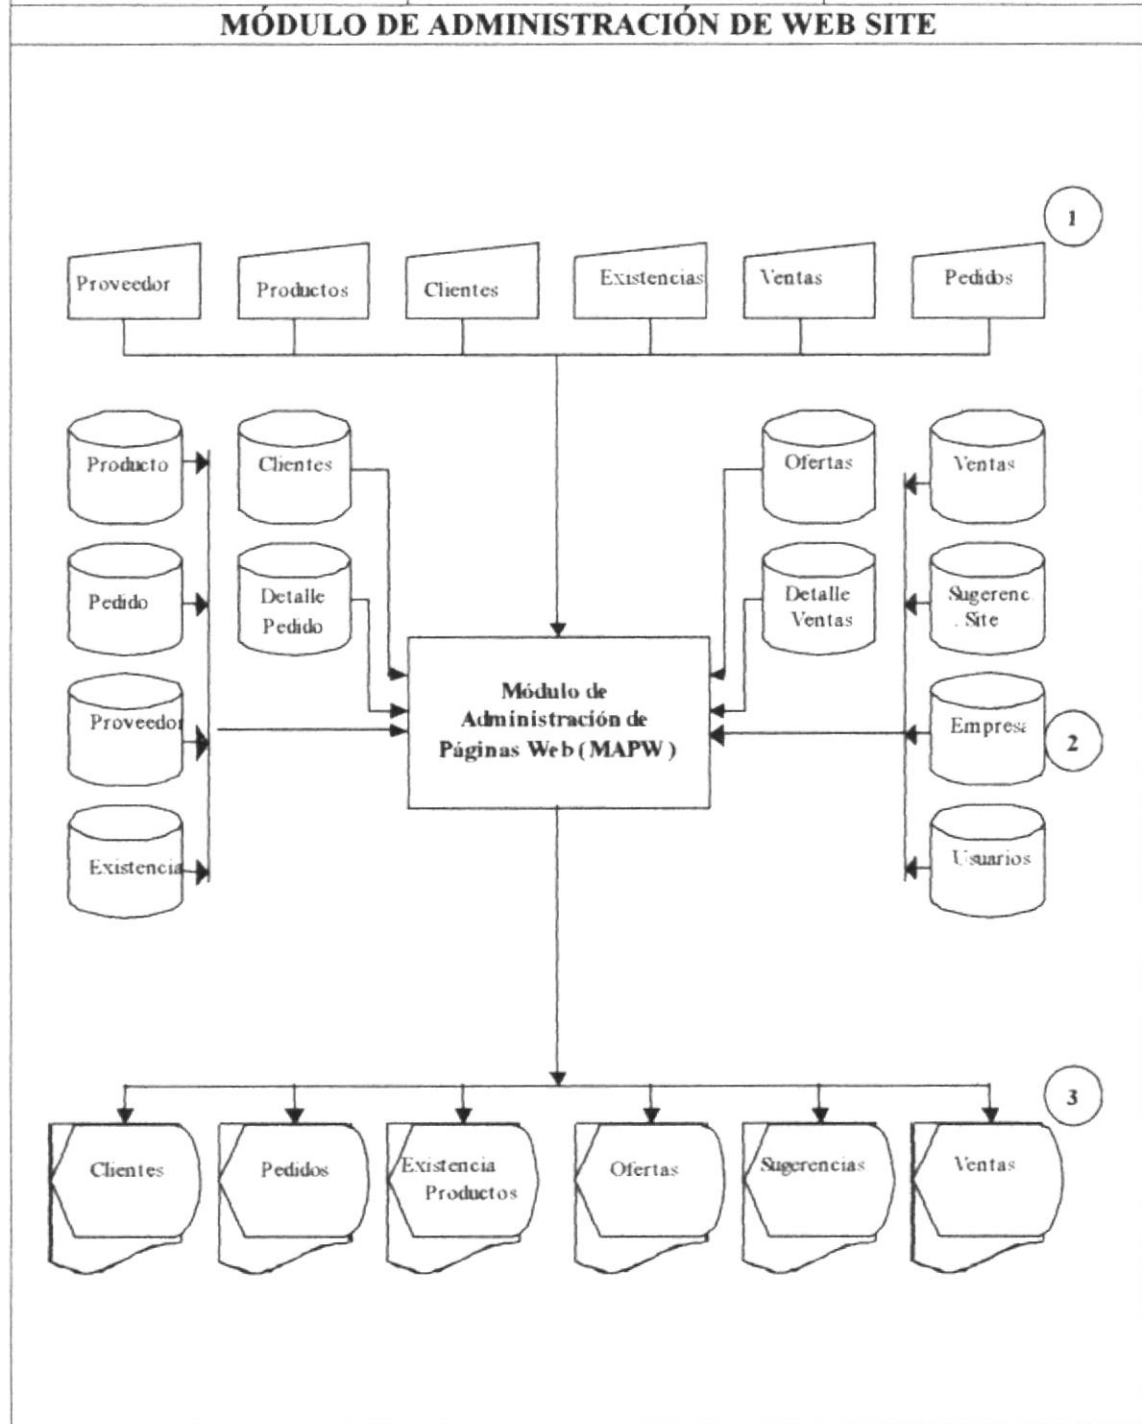 MÓDULO DE ADMINISTRACIÓN DE WEB SITE
1
Proveedor
Productos
Clientes
Existencias
Ventas
Pedidos
Producto
Clientes
Ofertas
Ventas
Pedido
Detalle
Pedido
Detalle
Ventas
Sugerenc
. Site
Proveedor
Módulo de
Administración de
Páginas Web ( MAPW )
Empresa
2
Existencia
Usuarios
3
Clientes
Pedidos
Existencia
Productos
Ofertas
Sugerencias
Ventas